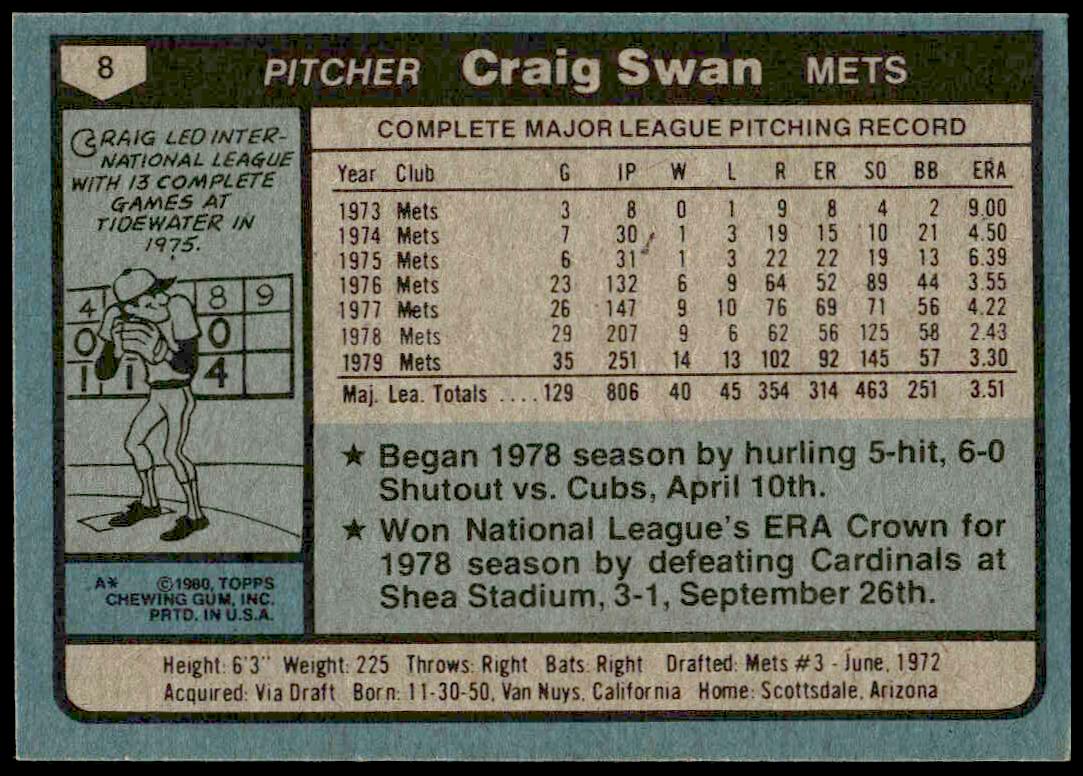 8 PITCHER Craig Swan METS
CRAIG LED INTER-
NATIONAL LEAGUE
WITH 13 COMPLETE
GAMES AT
TIDEWATER IN
1975.
4 8 9
0 0
1 1 4
A* ©1980, TOPPS
CHEWING GUM, INC.
PRTD. IN U.S.A.
COMPLETE MAJOR LEAGUE PITCHING RECORD
Year Club G IP W L R ER SO BB ERA
1973 Mets 3 8 0 1 9 8 4 2 9.00
1974 Mets 7 30 1 3 19 15 10 21 4.50
1975 Mets 6 31 1 3 22 22 19 13 6.39
1976 Mets 23 132 6 9 64 52 89 44 3.55
1977 Mets 26 147 9 10 76 69 71 56 4.22
1978 Mets 29 207 9 6 62 56 125 58 2.43
1979 Mets 35 251 14 13 102 92 145 57 3.30
Maj. Lea. Totals ....129 806 40 45 354 314 463 251 3.51
★ Began 1978 season by hurling 5-hit, 6-0
Shutout vs. Cubs, April 10th.
★ Won National League's ERA Crown for
1978 season by defeating Cardinals at
Shea Stadium, 3-1, September 26th.
Height: 6'3" Weight: 225 Throws: Right Bats: Right Drafted: Mets #3 - June, 1972
Acquired: Via Draft Born: 11-30-50, Van Nuys, California Home: Scottsdale, Arizona